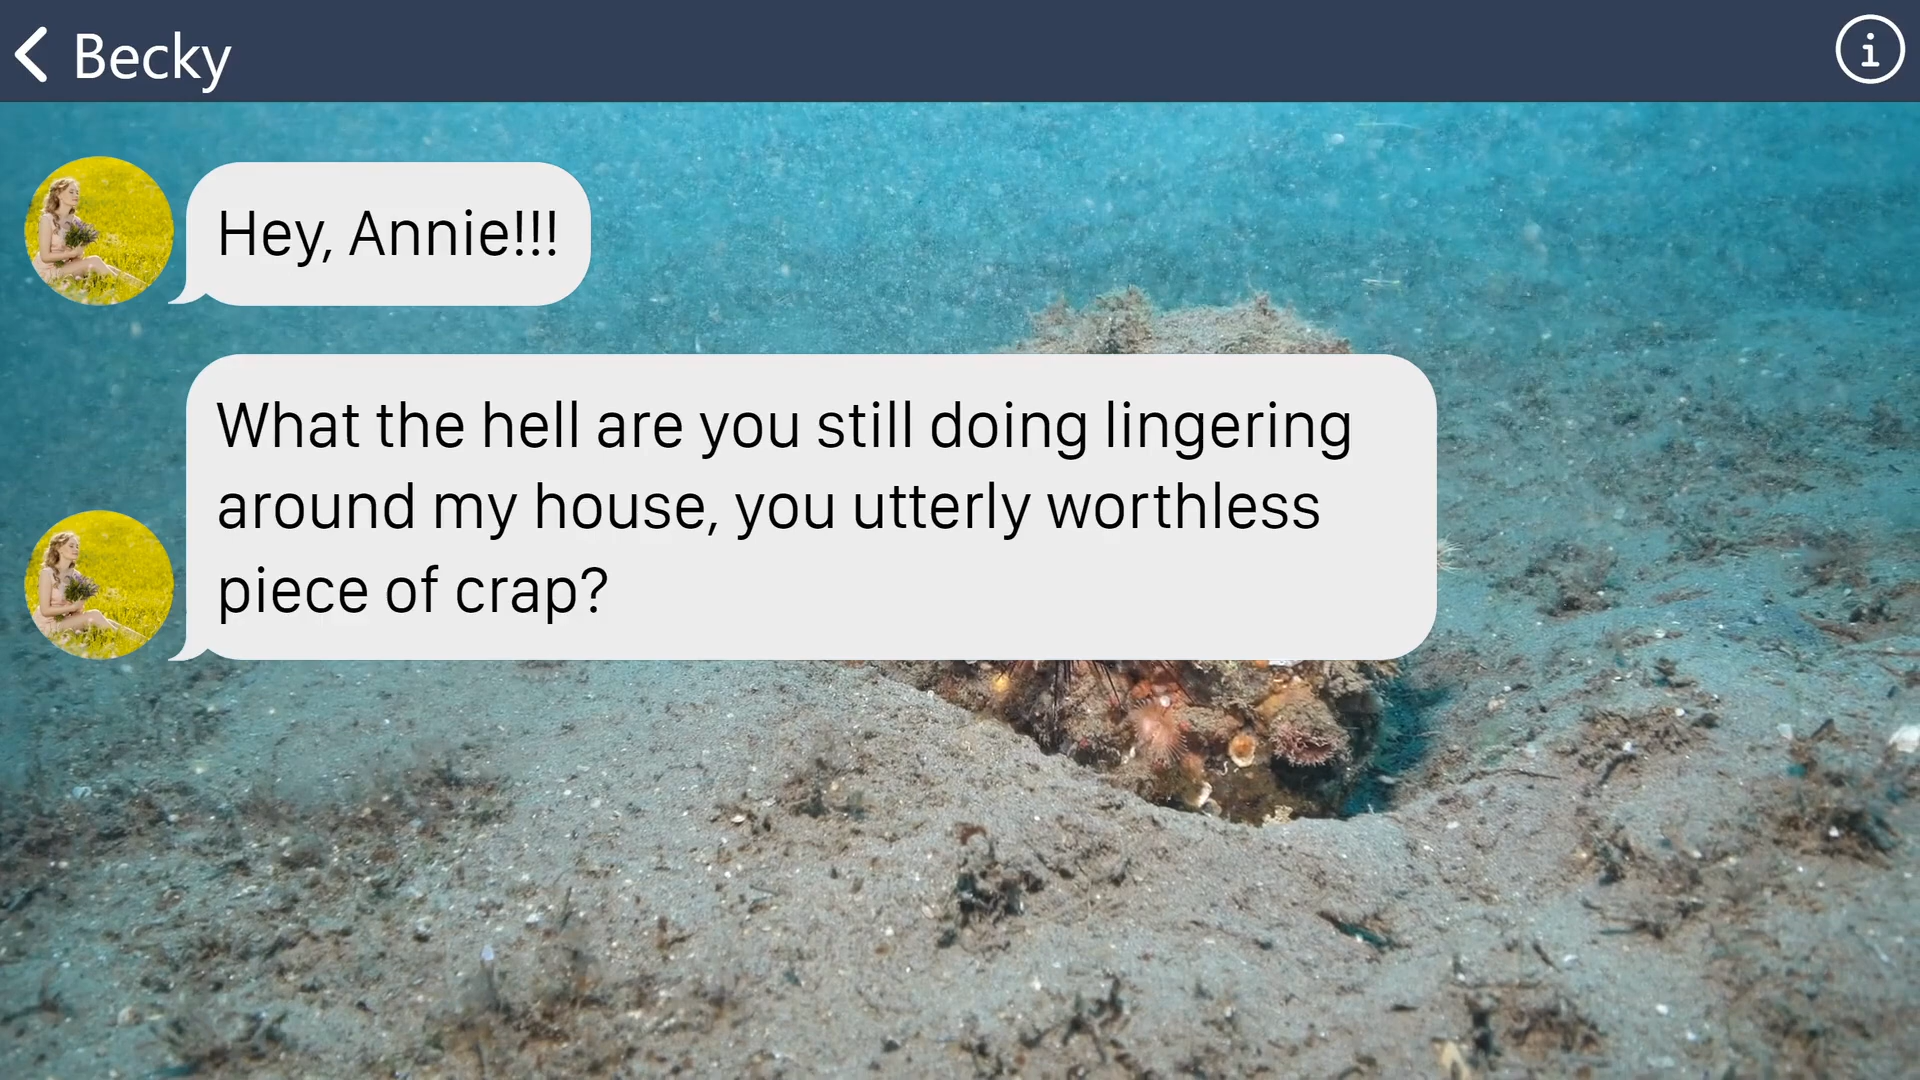 Becky
Hey, Annie!!!
What the hell are you still doing lingering
around my house, you utterly worthless
piece of crap?